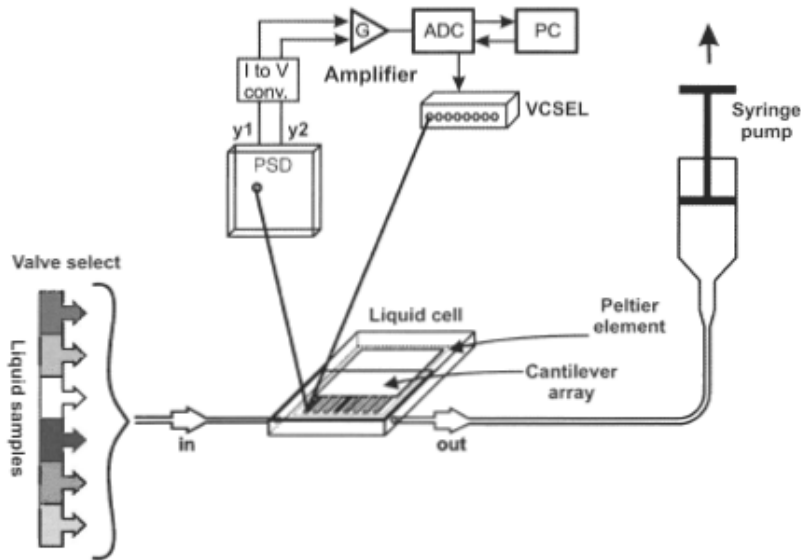 G
ADC
PC
I to V
conv.
Amplifier
VCSEL
Syringe
pump
y1
y2
PSD
Valve select
Liquid samples
Liquid cell
Peltier
element
Cantilever
array
in
out